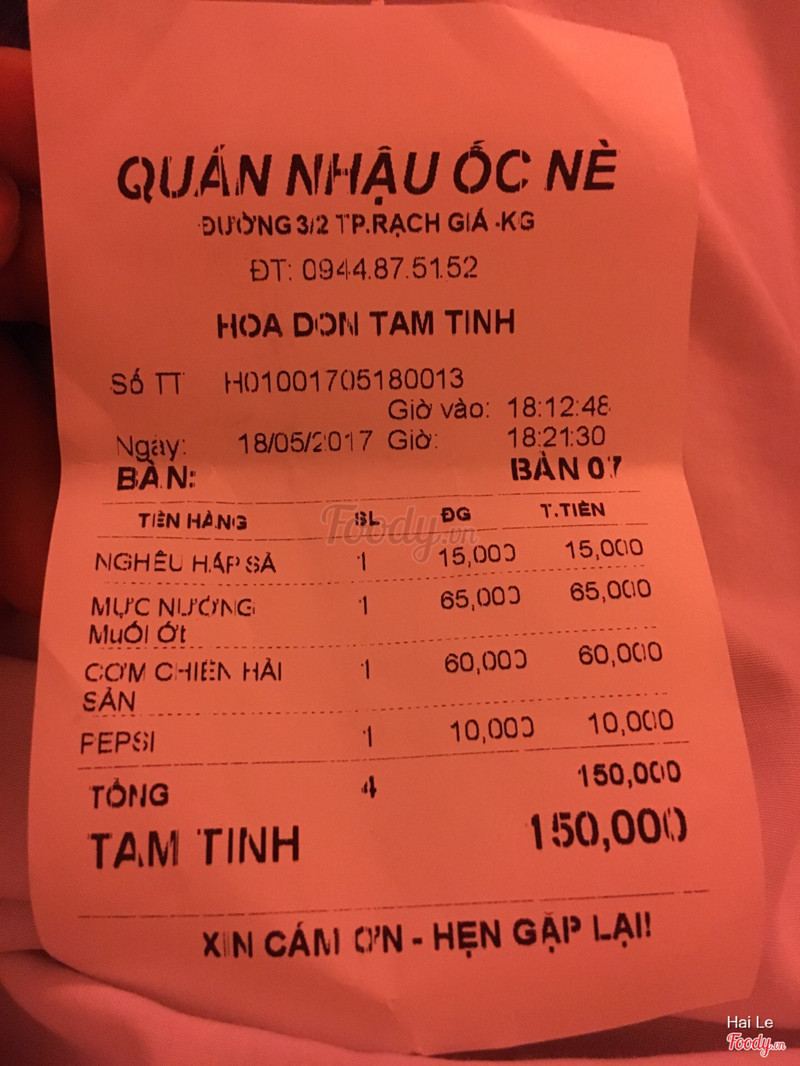 QUÁN NHẬU ỐC NÈ
ĐƯỜNG 3/2 TP.RẠCH GIÁ -KG
ĐT: 0944.87.51.52
HOA DON TAM TINH
Số TT H01001705180013
Giờ vào: 18:12:48
Ngày: 18/05/2017 Giờ: 18:21:30
BÀN: BÀN 07
TIÊN HÀNG SL ĐG T.TIỀN
NGHÊU HẤP SẢ 1 15,000 15,000
MỰC NƯỚNG 1 65,000 65,000
MuỐI Ớt
CƠM CHIÊN HẢI 1 60,000 60,000
SẢN
PEPSI 1 10,000 10,000
TỔNG 4 150,000
TAM TINH 150,000
XIN CÁM ƠN - HẸN GẶP LẠI!
Foody.vn
Hai Le
Foody.vn